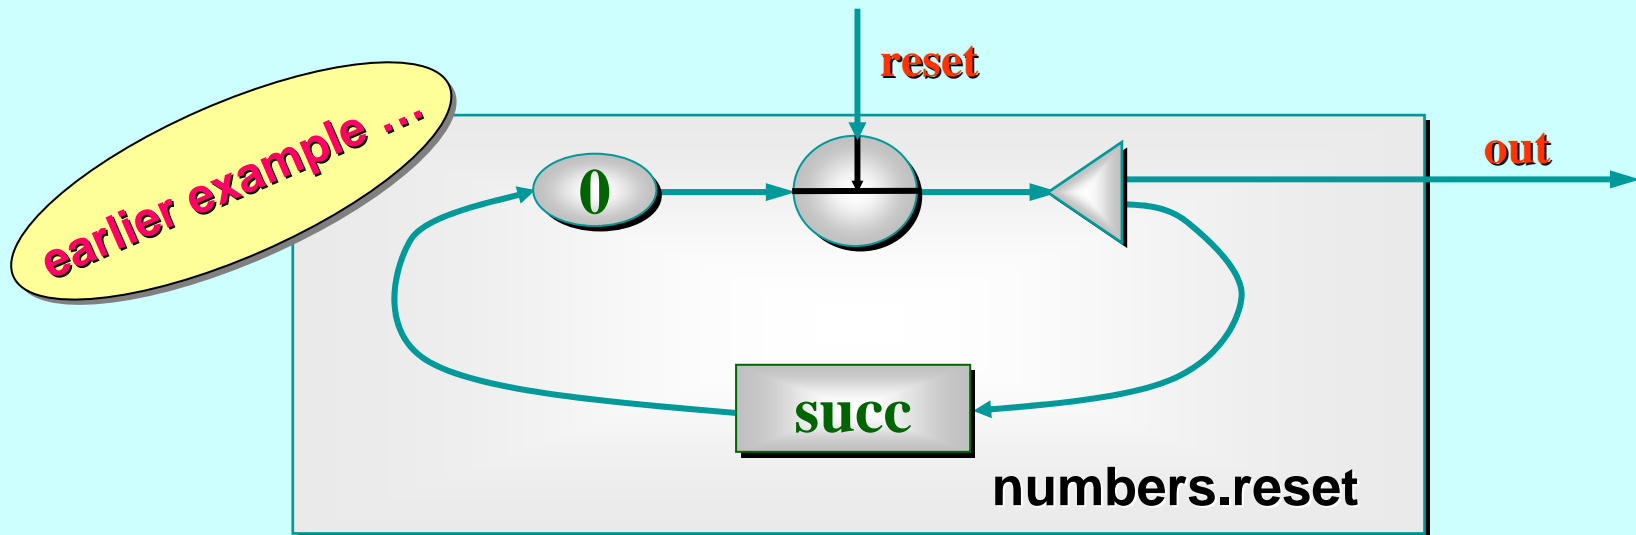 reset
earlier example …
out
0
succ
numbers.reset